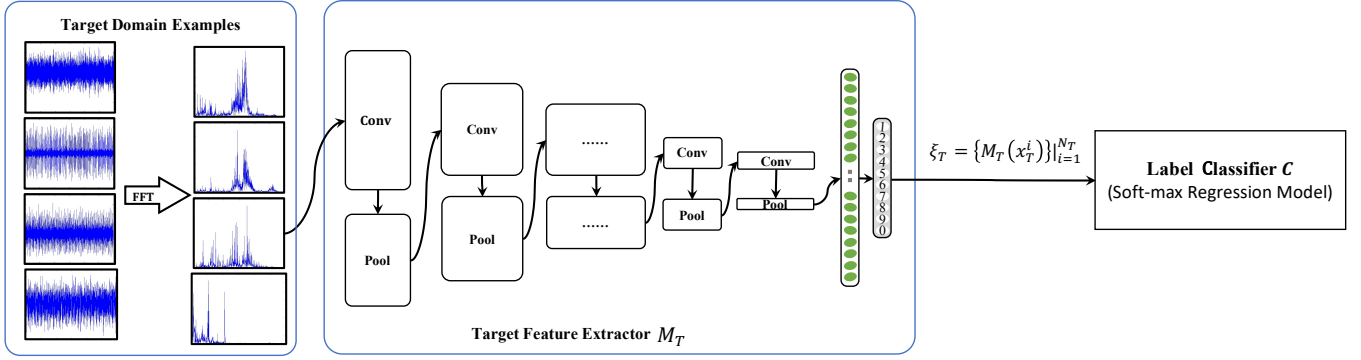 Target Domain Examples
FFT
Conv
Pool
Conv
Pool
......
......
Conv
Pool
Conv
Pool
1
2
3
4
5
6
7
8
9
0
Target Feature Extractor M_T
ξ_T = {M_T(x_T^i)}|_{i=1}^{N_T}
Label Classifier C
(Soft-max Regression Model)